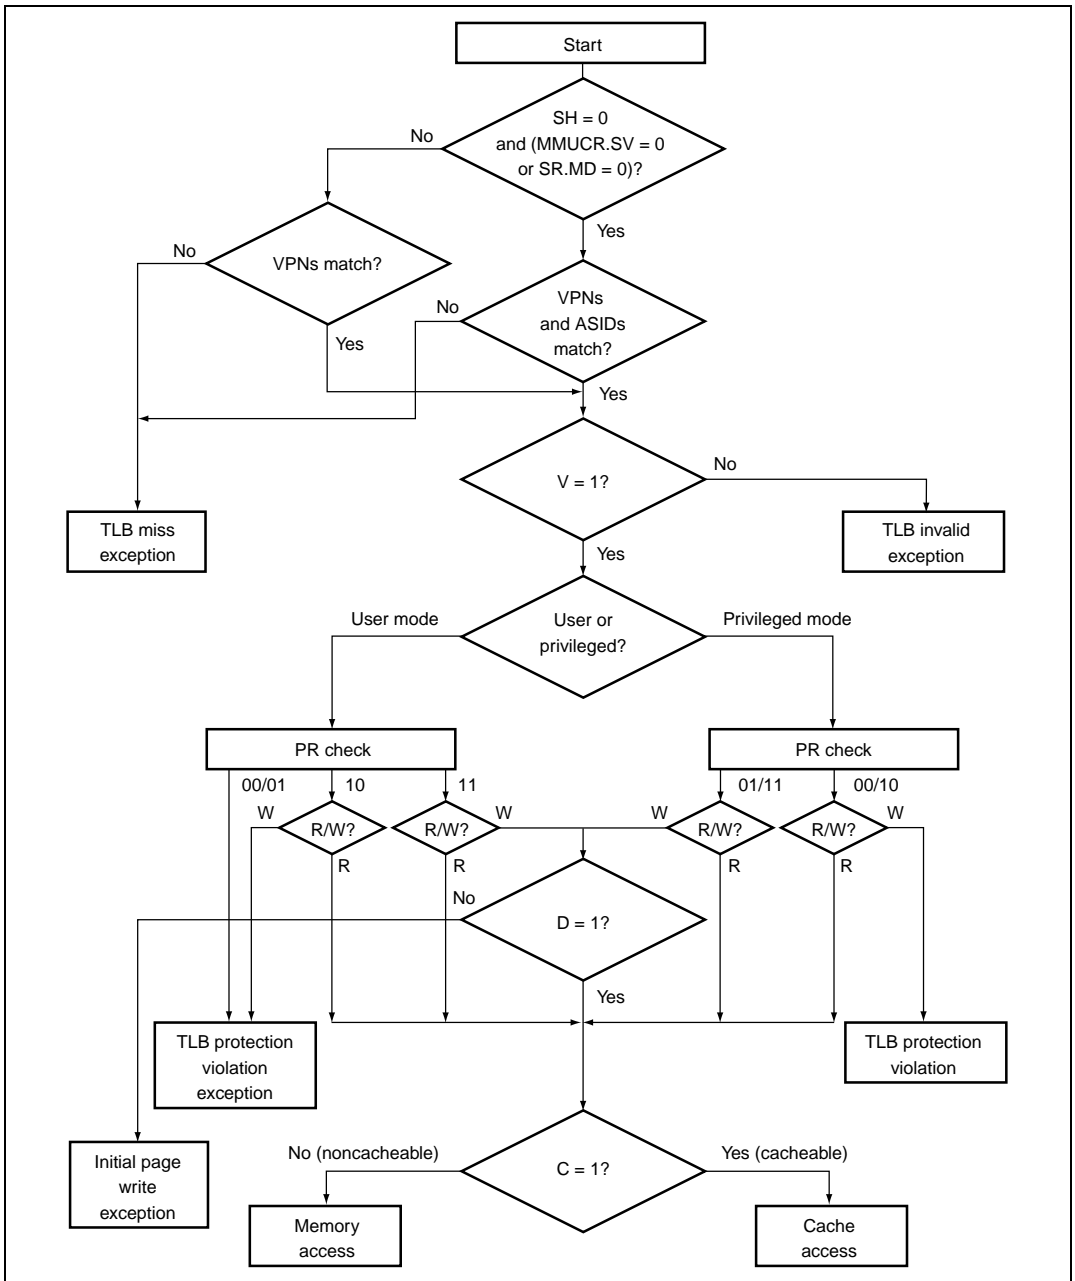 Start
SH = 0
and (MMUCR.SV = 0
or SR.MD = 0)?
No
Yes
No
VPNs match?
Yes
No
VPNs
and ASIDs
match?
Yes
V = 1?
No
Yes
TLB miss
exception
TLB invalid
exception
User mode
User or
privileged?
Privileged mode
PR check
PR check
00/01
10
11
01/11
00/10
W
R/W?
R
R/W?
W
R
W
R/W?
R
R/W?
W
R
No
D = 1?
Yes
TLB protection
violation
exception
TLB protection
violation
Initial page
write
exception
No (noncacheable)
C = 1?
Yes (cacheable)
Memory
access
Cache
access